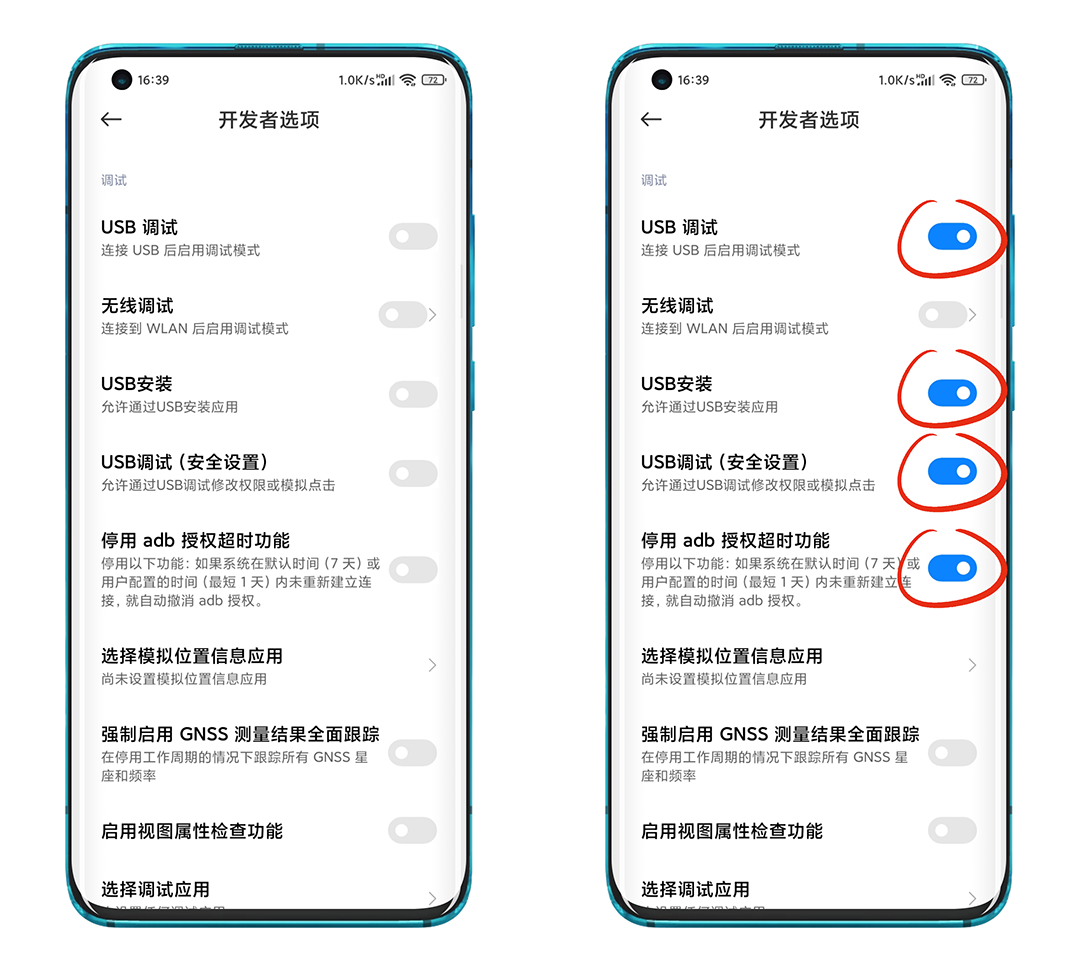 16:39
1.0K/s HD 72
开发者选项
调试
USB 调试
连接 USB 后启用调试模式
无线调试
连接到 WLAN 后启用调试模式
USB安装
允许通过USB安装应用
USB调试（安全设置）
允许通过USB调试修改权限或模拟点击
停用 adb 授权超时功能
停用以下功能：如果系统在默认时间（7 天）或
用户配置的时间（最短 1 天）内未重新建立连
接，就自动撤消 adb 授权。
选择模拟位置信息应用
尚未设置模拟位置信息应用
强制启用 GNSS 测量结果全面跟踪
在停用工作周期的情况下跟踪所有 GNSS 星
座和频率
启用视图属性检查功能
选择调试应用
16:39
1.0K/s HD 72
开发者选项
调试
USB 调试
连接 USB 后启用调试模式
无线调试
连接到 WLAN 后启用调试模式
USB安装
允许通过USB安装应用
USB调试（安全设置）
允许通过USB调试修改权限或模拟点击
停用 adb 授权超时功能
停用以下功能：如果系统在默认时间（7 天）或
用户配置的时间（最短 1 天）内未重新建立连
接，就自动撤消 adb 授权。
选择模拟位置信息应用
尚未设置模拟位置信息应用
强制启用 GNSS 测量结果全面跟踪
在停用工作周期的情况下跟踪所有 GNSS 星
座和频率
启用视图属性检查功能
选择调试应用